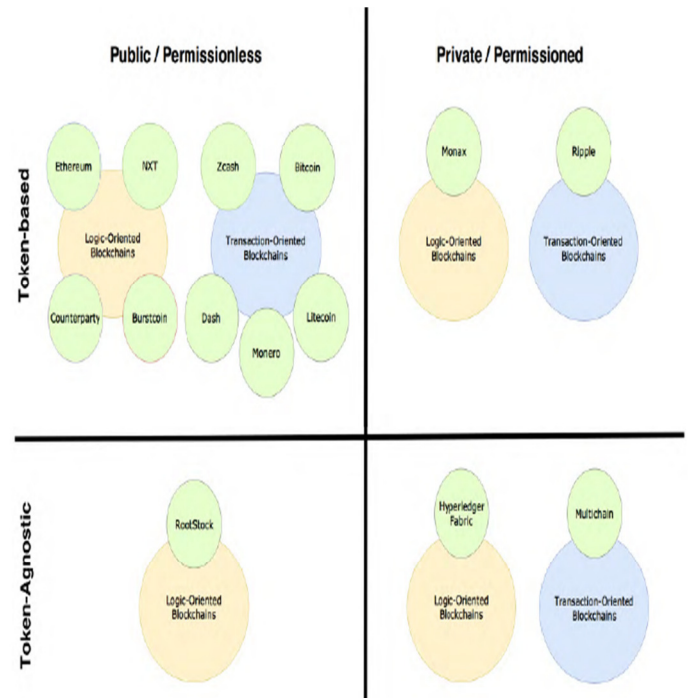 Public / Permissionless
Private / Permissioned
Token-based
Ethereum
NXT
Zcash
Bitcoin
Logic-Oriented
Blockchains
Transaction-Oriented
Blockchains
Counterparty
Burstcoin
Dash
Monero
Litecoin
Monax
Ripple
Logic-Oriented
Blockchains
Transaction-Oriented
Blockchains
Token-Agnostic
RootStock
Logic-Oriented
Blockchains
Hyperledger
Fabric
Multichain
Logic-Oriented
Blockchains
Transaction-Oriented
Blockchains